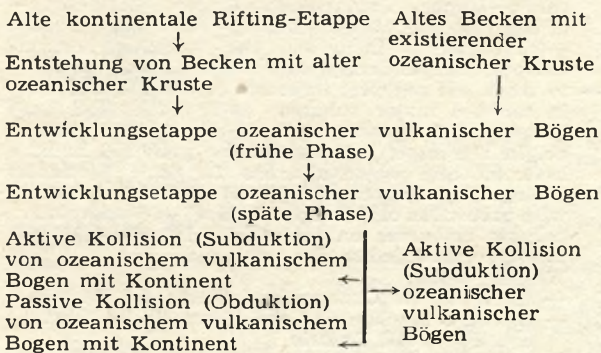 Alte kontinentale Rifting-Etappe
Entstehung von Becken mit alter
ozeanischer Kruste
Altes Becken mit
existierender
ozeanischer Kruste
Entwicklungsetappe ozeanischer vulkanischer Bögen
(frühe Phase)
Entwicklungsetappe ozeanischer vulkanischer Bögen
(späte Phase)
Aktive Kollision (Subduktion)
von ozeanischem vulkanischem
Bogen mit Kontinent
Passive Kollision (Obduktion)
von ozeanischem vulkanischem
Bogen mit Kontinent
Aktive Kollision
(Subduktion)
ozeanischer
vulkanischer
Bögen